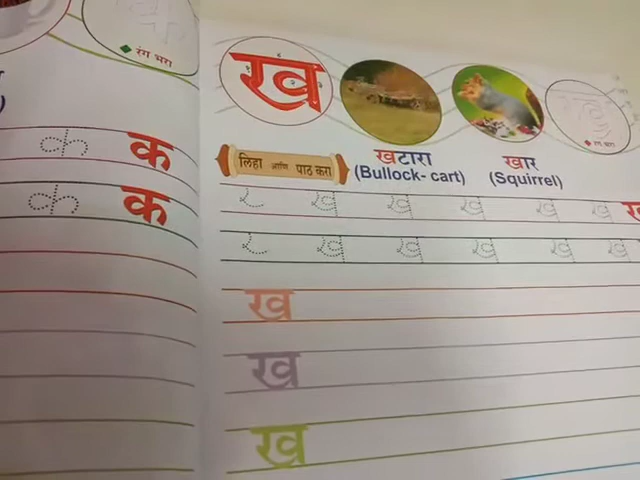 रंग भरा
क क
क क
ख
ख
रंग भरा
लिहा आणि पाठ करा
खटारा
(Bullock- cart)
खार
(Squirrel)
ख ख ख ख ख
ख ख ख ख ख
ख
ख
ख